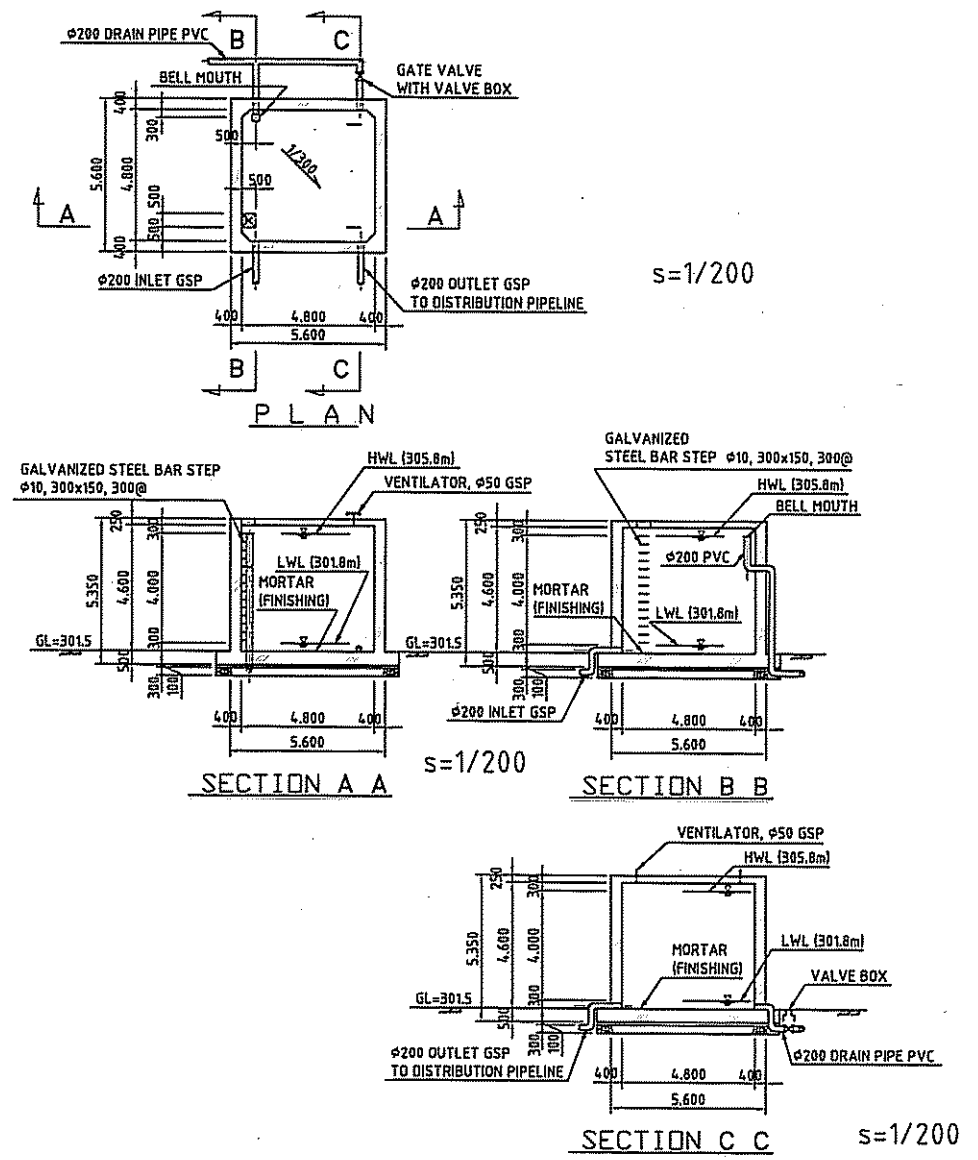 B
C
φ200 DRAIN PIPE PVC
BELL MOUTH
GATE VALVE
WITH VALVE BOX
400
300
5.600
4.800
500
500
400
500
500
1/300
A
A
φ200 INLET GSP
φ200 OUTLET GSP
TO DISTRIBUTION PIPELINE
s=1/200
400
4.800
400
5.600
B
C
PLAN
GALVANIZED STEEL BAR STEP
φ10, 300x150, 300@
HWL (305.8m)
VENTILATOR, φ50 GSP
250
300
5.350
4.600
4.000
LWL (301.8m)
MORTAR
(FINISHING)
GL=301.5
300
500
300
100
400
4.800
400
5.600
s=1/200
SECTION A A
GALVANIZED
STEEL BAR STEP φ10, 300x150, 300@
HWL (305.8m)
BELL MOUTH
250
300
φ200 PVC
5.350
4.600
4.000
MORTAR
(FINISHING)
LWL (301.8m)
GL=301.5
300
500
300
100
φ200 INLET GSP
400
4.800
400
5.600
SECTION B B
VENTILATOR, φ50 GSP
HWL (305.8m)
250
300
5.350
4.600
4.000
MORTAR
(FINISHING)
LWL (301.8m)
VALVE BOX
GL=301.5
300
500
300
100
φ200 OUTLET GSP
TO DISTRIBUTION PIPELINE
φ200 DRAIN PIPE PVC
400
4.800
400
5.600
SECTION C C
s=1/200